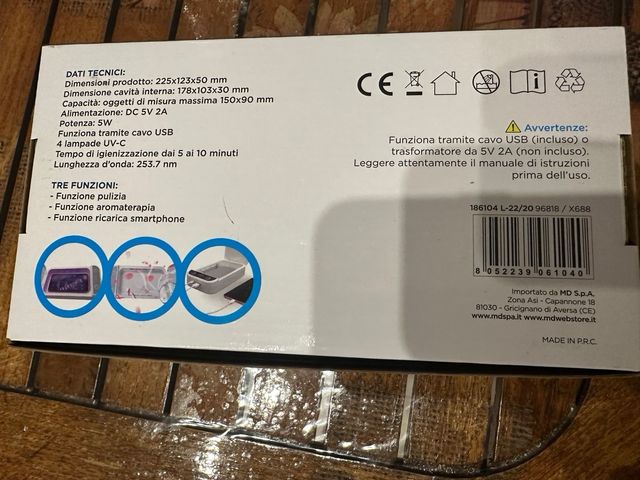 DATI TECNICI:
Dimensioni prodotto: 225x123x50 mm
Dimensione cavità interna: 178x103x30 mm
Capacità: oggetti di misura massima 150x90 mm
Alimentazione: DC 5V 2A
Potenza: 5W
Funziona tramite cavo USB
4 lampade UV-C
Tempo di igienizzazione dai 5 ai 10 minuti
Lunghezza d'onda: 253.7 nm
TRE FUNZIONI:
- Funzione pulizia
- Funzione aromaterapia
- Funzione ricarica smartphone
CE
Avvertenze:
Funziona tramite cavo USB (incluso) o
trasformatore da 5V 2A (non incluso).
Leggere attentamente il manuale di istruzioni
prima dell'uso.
186104 L-22/20 96818 / X688
8 052239 061040
Importato da MD S.p.A.
Zona Asi - Capannone 18
81030 - Gricignano di Aversa (CE)
www.mdspa.it www.mdwebstore.it
MADE IN P.R.C.